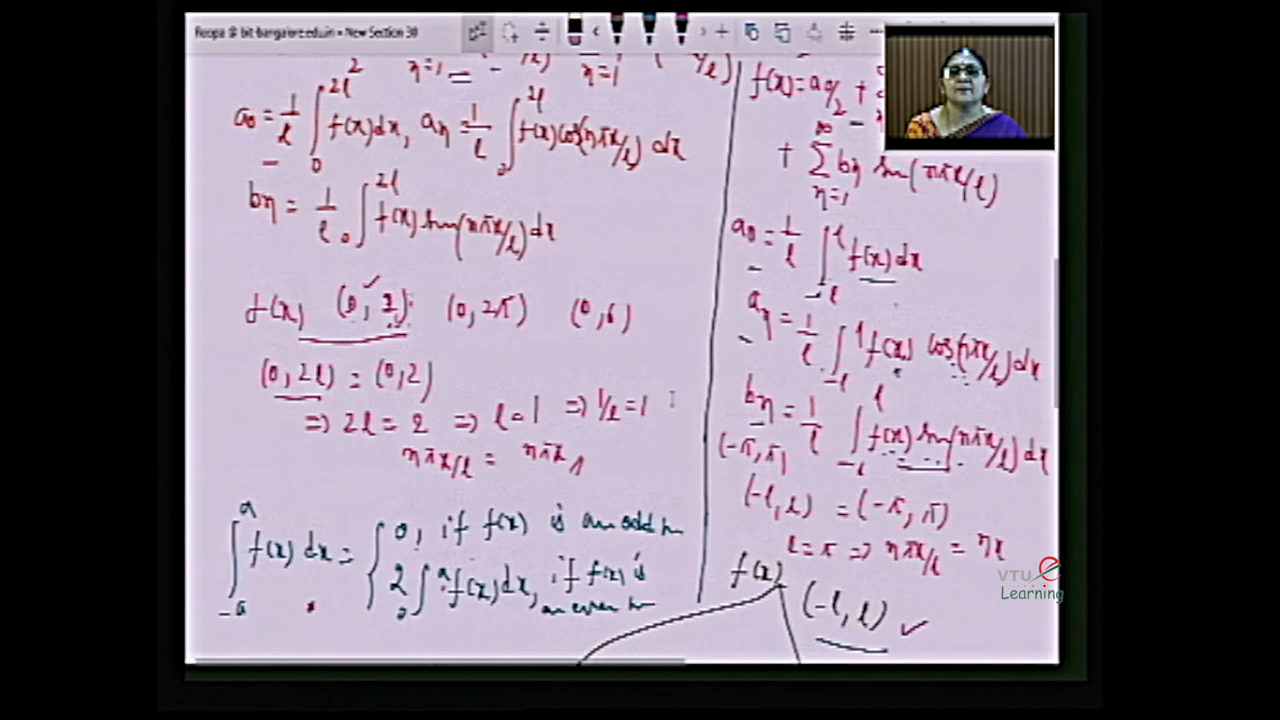 Roopa @ bit-bangalore.edu.in • New Section 30
n=1 n=1
a₀ = 1/l ∫₀^{2l} f(x)dx, aₙ = 1/l ∫₀^{2l} f(x)cos(nπx/l) dx
bₙ = 1/l ∫₀^{2l} f(x) sin(nπx/l) dx
f(x) (0, 2): (0, 2π) (0, 6)
(0, 2l) = (0, 2)
⇒ 2l = 2 ⇒ l = 1 ⇒ 1/l = 1
nπx/l = nπx
∫₋ₐ^a f(x) dx = { 0, if f(x) is an odd fn
2 ∫₀^a f(x)dx, if f(x) is
an even fn
f(x) = a₀/2 +
+ ∑_{n=1}^∞ bₙ sin(nπx/l)
a₀ = 1/l ∫₋ₗ^l f(x)dx
aₙ = 1/l ∫₋ₗ^l f(x) cos(nπx/l)dx
bₙ = 1/l ∫₋ₗ^l f(x) sin(nπx/l)dx
(-π, π)
(-l, l) = (-π, π)
l = π ⇒ nπx/l = nx
f(x) (-l, l) ✓
VTU e
Learning